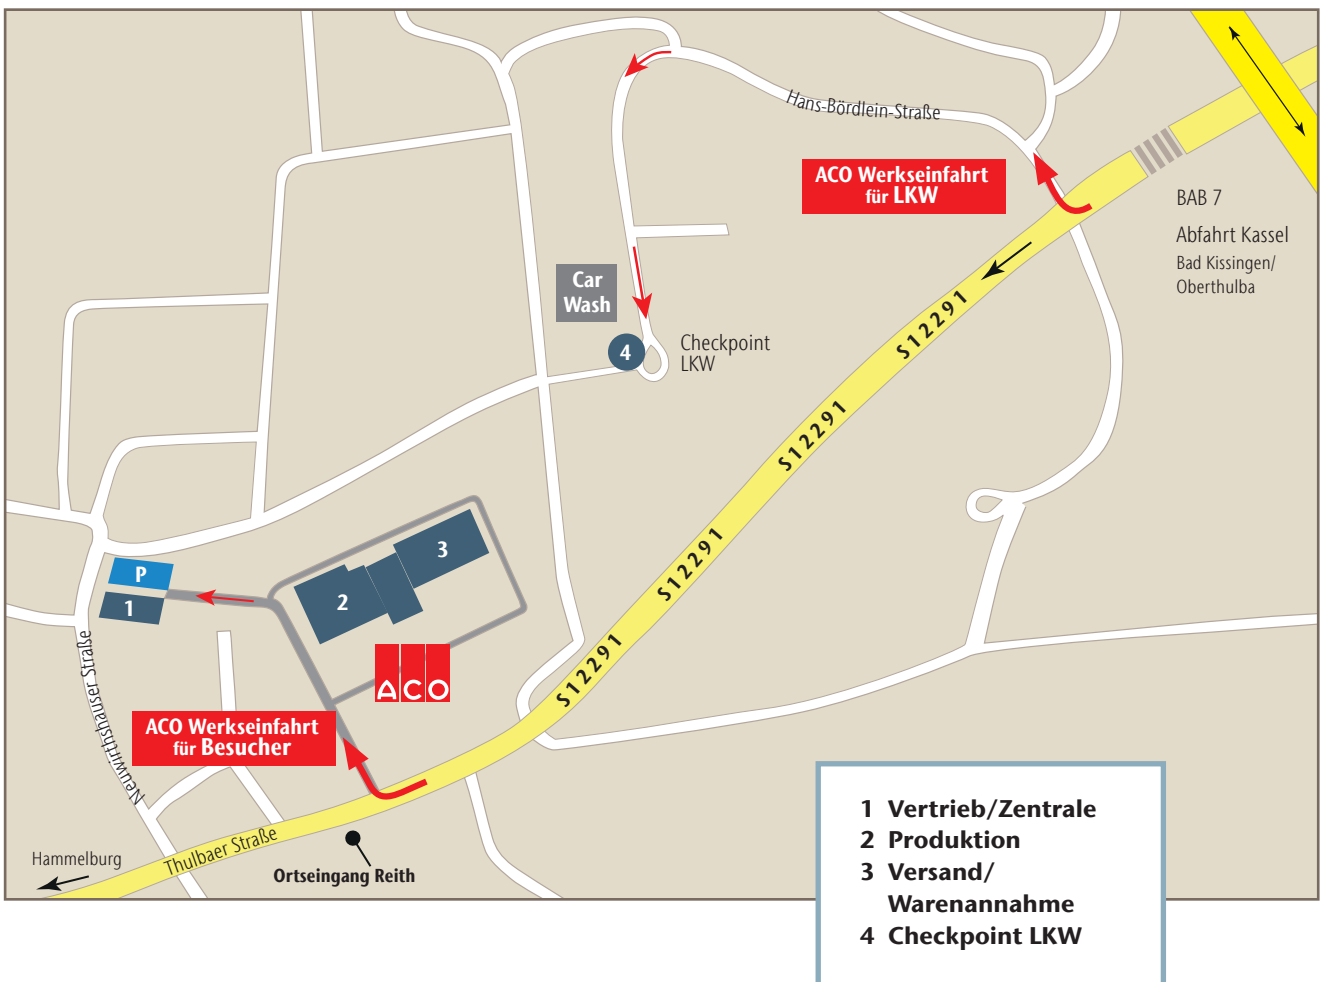 Hans-Bördlein-Straße
ACO Werkseinfahrt
für LKW
BAB 7
Abfahrt Kassel
Bad Kissingen/
Oberthulba
Car
Wash
S12291
4
Checkpoint
LKW
S12291
S12291
3
P
1
2
S12291
ACO
Neuwirthshauser Straße
ACO Werkseinfahrt
für Besucher
Thulbaer Straße
Hammelburg
Ortseingang Reith
1 Vertrieb/Zentrale
2 Produktion
3 Versand/
Warenannahme
4 Checkpoint LKW